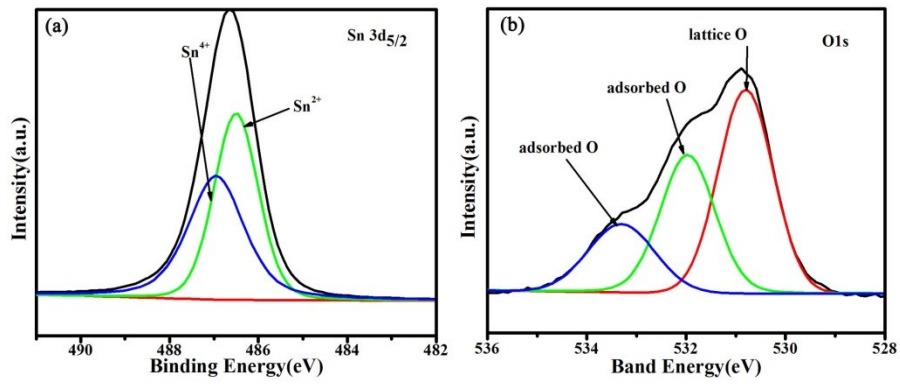 (a)
Sn 3d5/2
Sn4+
Sn2+
Intensity(a.u.)
490 488 486 484 482
Binding Energy(eV)
(b)
lattice O
O1s
adsorbed O
adsorbed O
Intensity(a.u.)
536 534 532 530 528
Band Energy(eV)